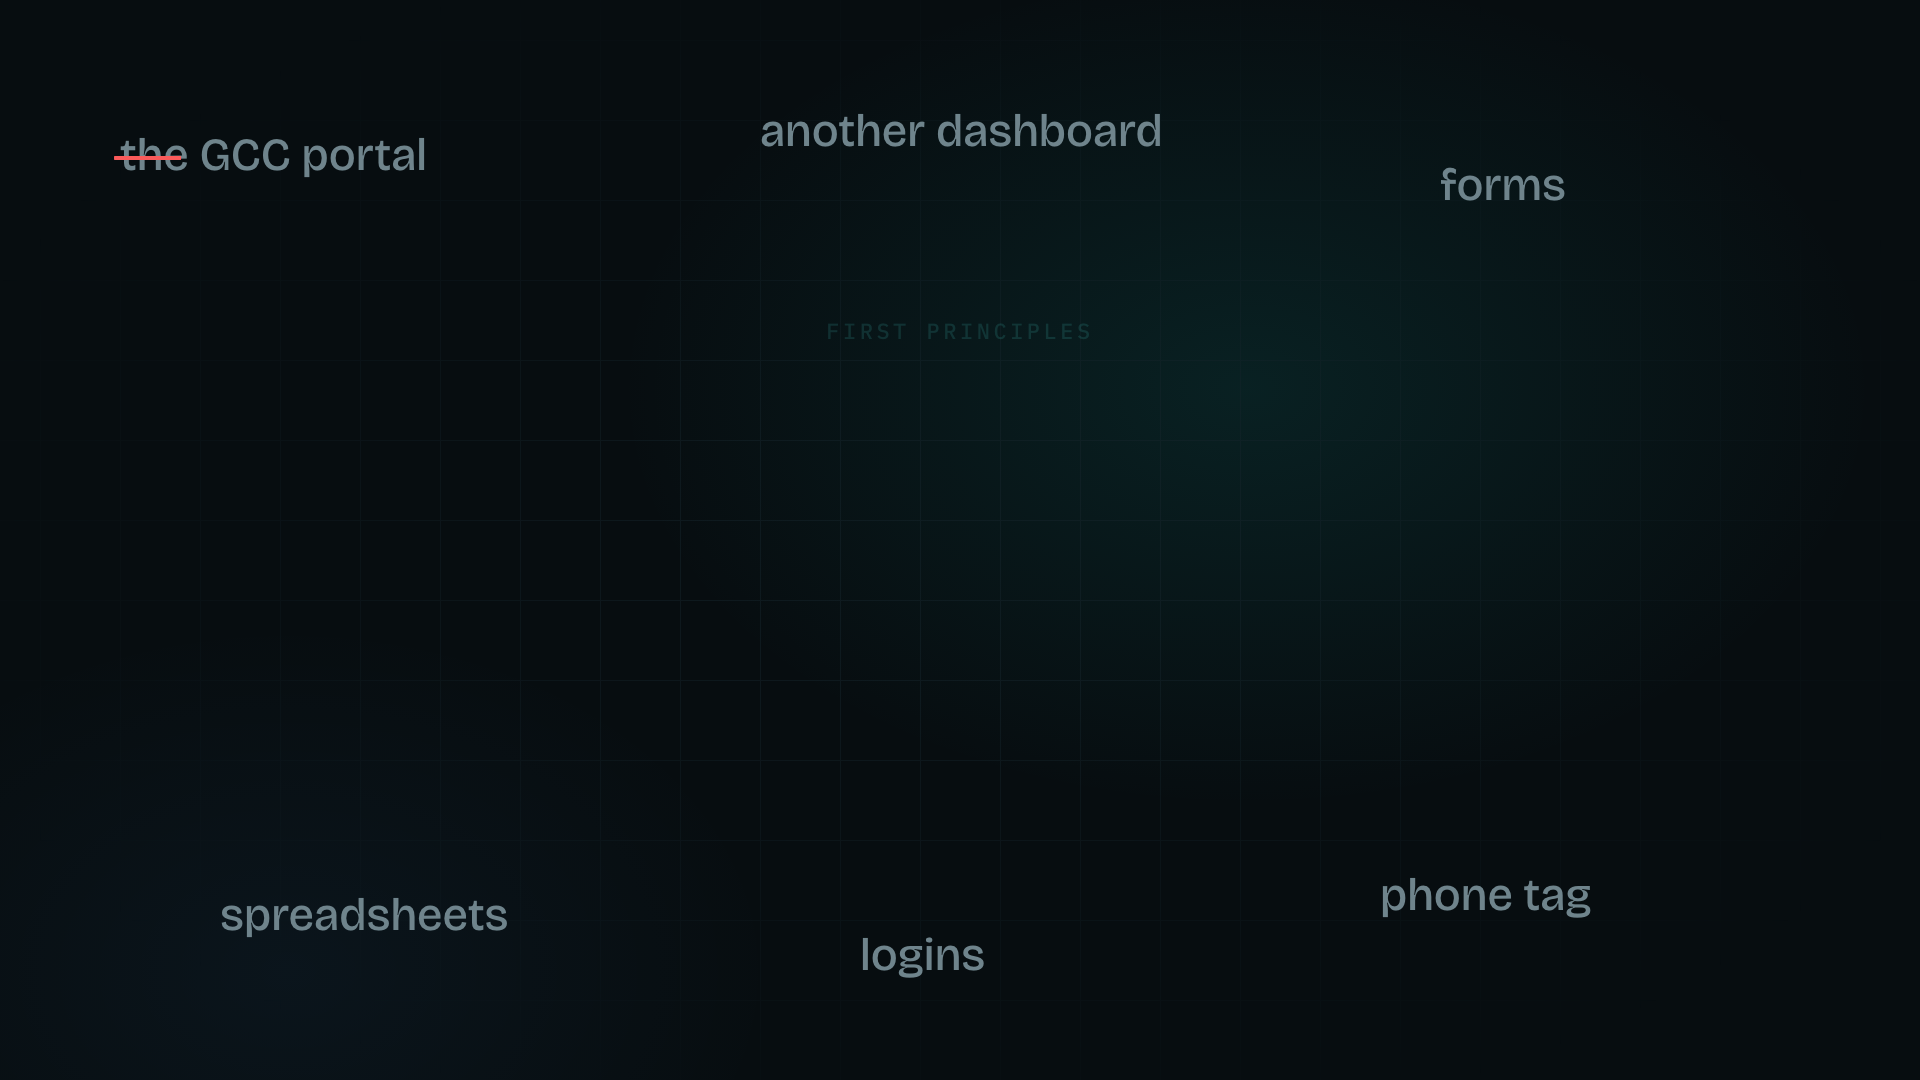 another dashboard
the GCC portal
forms
FIRST PRINCIPLES
phone tag
spreadsheets
logins